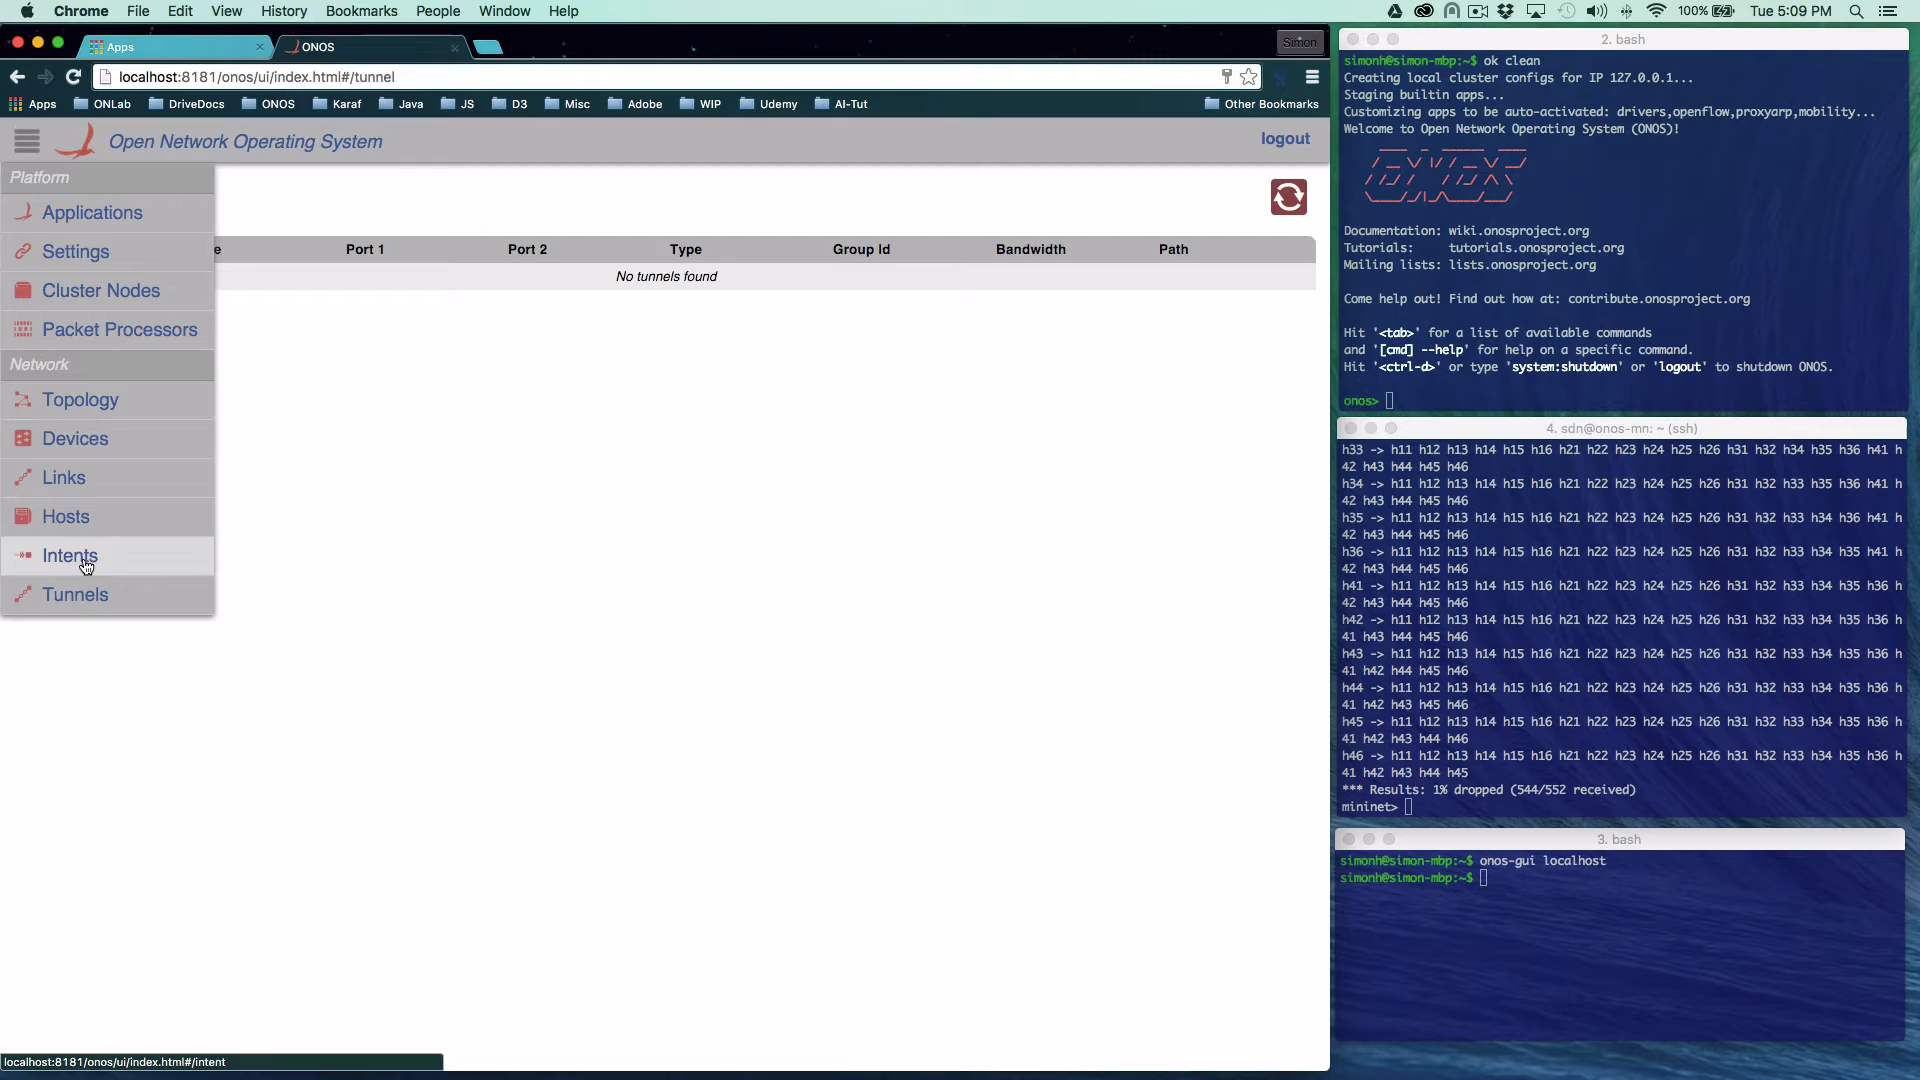 Chrome File Edit View History Bookmarks People Window Help
100% Tue 5:09 PM
Apps
ONOS
Simon
localhost:8181/onos/ui/index.html#/tunnel
Apps ONLab DriveDocs ONOS Karaf Java JS D3 Misc Adobe WIP Udemy AI-Tut Other Bookmarks
Open Network Operating System
logout
Platform
Applications
Settings
Cluster Nodes
Packet Processors
Network
Topology
Devices
Links
Hosts
Intents
Tunnels
e Port 1 Port 2 Type Group Id Bandwidth Path
No tunnels found
localhost:8181/onos/ui/index.html#/intent
2. bash
simonh@simon-mbp:~$ ok clean
Creating local cluster configs for IP 127.0.0.1...
Staging builtin apps...
Customizing apps to be auto-activated: drivers,openflow,proxyarp,mobility...
Welcome to Open Network Operating System (ONOS)!
Documentation: wiki.onosproject.org
Tutorials: tutorials.onosproject.org
Mailing lists: lists.onosproject.org
Come help out! Find out how at: contribute.onosproject.org
Hit '<tab>' for a list of available commands
and '[cmd] --help' for help on a specific command.
Hit '<ctrl-d>' or type 'system:shutdown' or 'logout' to shutdown ONOS.
onos>
4. sdn@onos-mn: ~ (ssh)
h33 -> h11 h12 h13 h14 h15 h16 h21 h22 h23 h24 h25 h26 h31 h32 h34 h35 h36 h41 h
42 h43 h44 h45 h46
h34 -> h11 h12 h13 h14 h15 h16 h21 h22 h23 h24 h25 h26 h31 h32 h33 h35 h36 h41 h
42 h43 h44 h45 h46
h35 -> h11 h12 h13 h14 h15 h16 h21 h22 h23 h24 h25 h26 h31 h32 h33 h34 h36 h41 h
42 h43 h44 h45 h46
h36 -> h11 h12 h13 h14 h15 h16 h21 h22 h23 h24 h25 h26 h31 h32 h33 h34 h35 h41 h
42 h43 h44 h45 h46
h41 -> h11 h12 h13 h14 h15 h16 h21 h22 h23 h24 h25 h26 h31 h32 h33 h34 h35 h36 h
42 h43 h44 h45 h46
h42 -> h11 h12 h13 h14 h15 h16 h21 h22 h23 h24 h25 h26 h31 h32 h33 h34 h35 h36 h
41 h43 h44 h45 h46
h43 -> h11 h12 h13 h14 h15 h16 h21 h22 h23 h24 h25 h26 h31 h32 h33 h34 h35 h36 h
41 h42 h44 h45 h46
h44 -> h11 h12 h13 h14 h15 h16 h21 h22 h23 h24 h25 h26 h31 h32 h33 h34 h35 h36 h
41 h42 h43 h45 h46
h45 -> h11 h12 h13 h14 h15 h16 h21 h22 h23 h24 h25 h26 h31 h32 h33 h34 h35 h36 h
41 h42 h43 h44 h46
h46 -> h11 h12 h13 h14 h15 h16 h21 h22 h23 h24 h25 h26 h31 h32 h33 h34 h35 h36 h
41 h42 h43 h44 h45
*** Results: 1% dropped (544/552 received)
mininet>
3. bash
simonh@simon-mbp:~$ onos-gui localhost
simonh@simon-mbp:~$